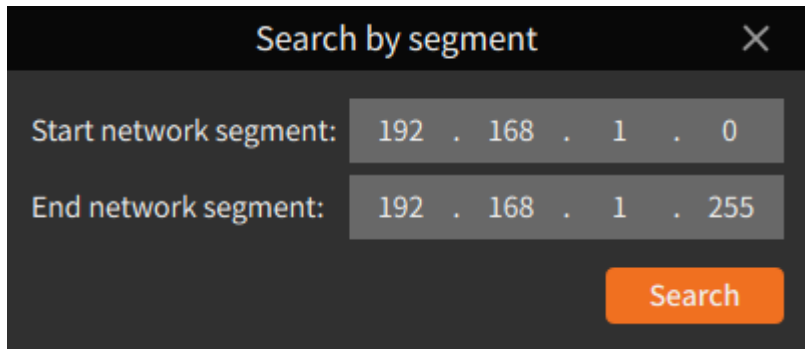 Search by segment
Start network segment: 192 . 168 . 1 . 0
End network segment: 192 . 168 . 1 . 255
Search